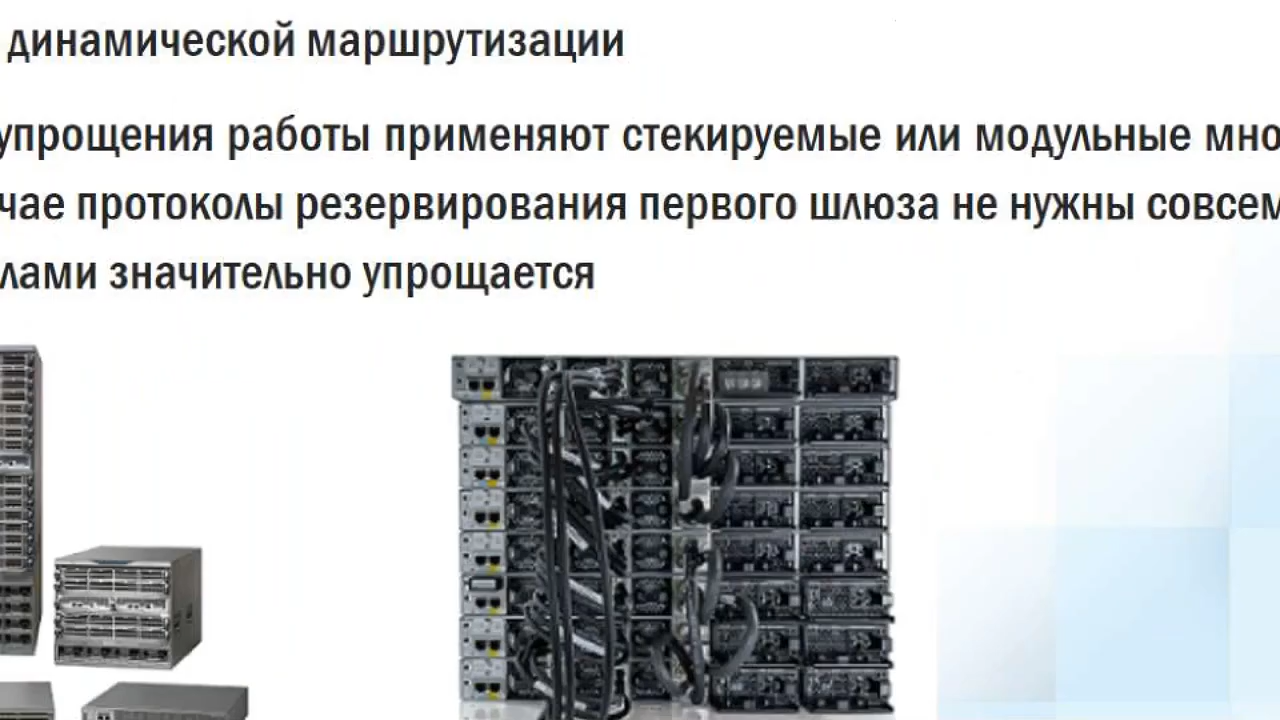 динамической маршрутизации
упрощения работы применяют стекируемые или модульные мно
чае протоколы резервирования первого шлюза не нужны совсем
лами значительно упрощается